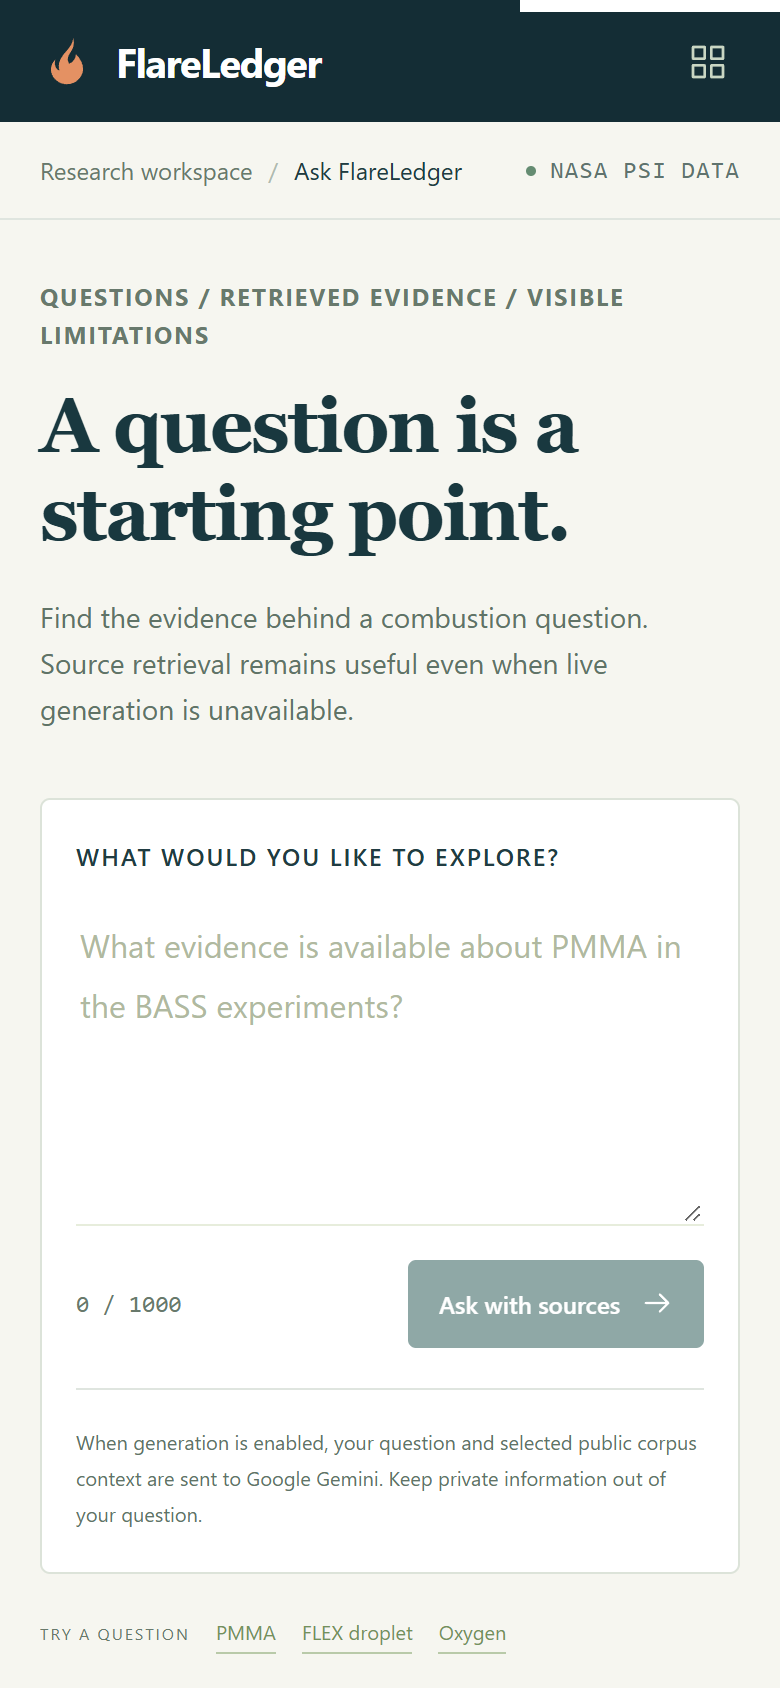 FlareLedger
Research workspace / Ask FlareLedger
NASA PSI DATA
QUESTIONS / RETRIEVED EVIDENCE / VISIBLE
LIMITATIONS
A question is a
starting point.
Find the evidence behind a combustion question.
Source retrieval remains useful even when live
generation is unavailable.
WHAT WOULD YOU LIKE TO EXPLORE?
What evidence is available about PMMA in
the BASS experiments?
0 / 1000
Ask with sources →
When generation is enabled, your question and selected public corpus
context are sent to Google Gemini. Keep private information out of
your question.
TRY A QUESTION PMMA FLEX droplet Oxygen